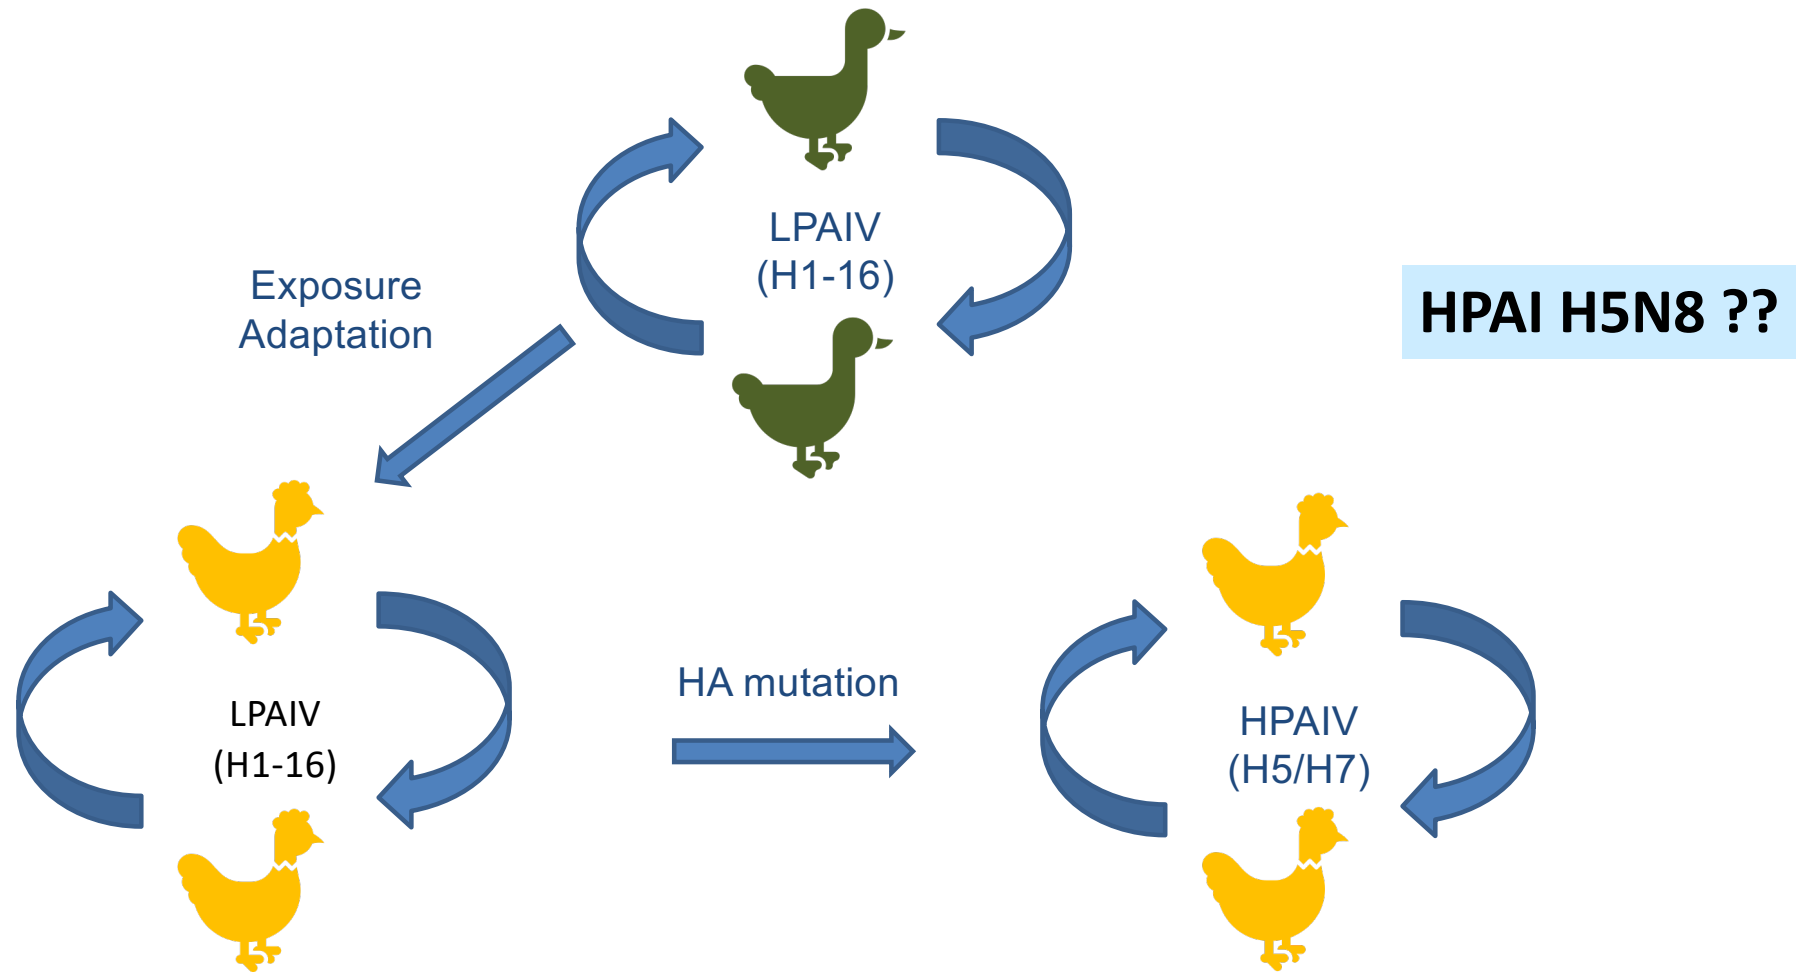 LPAIV
(H1-16)
Exposure
Adaptation
HPAI H5N8 ??
HA mutation
LPAIV
(H1-16)
HPAIV
(H5/H7)